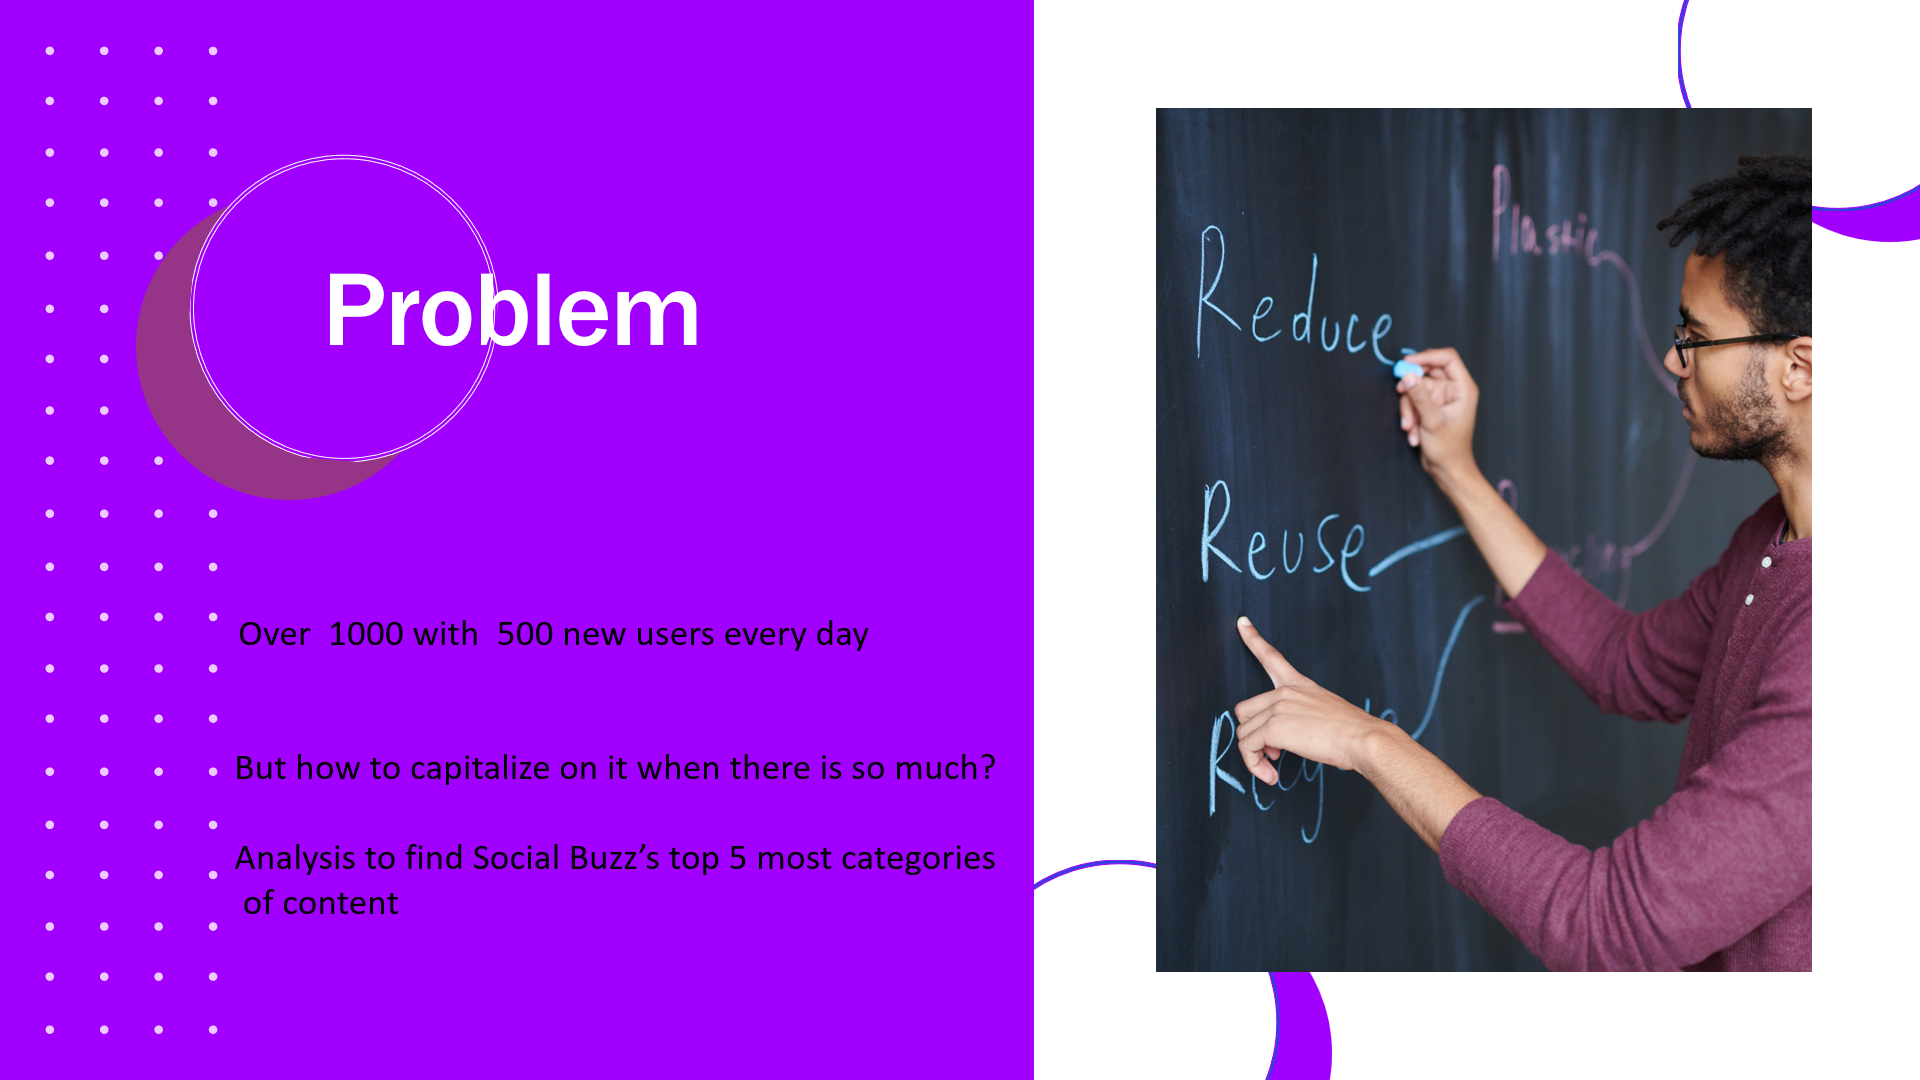 Problem
Over  1000 with  500 new users every day
But how to capitalize on it when there is so much?
Analysis to find Social Buzz’s top 5 most categories
of content
Plastic
Reduce
Reuse